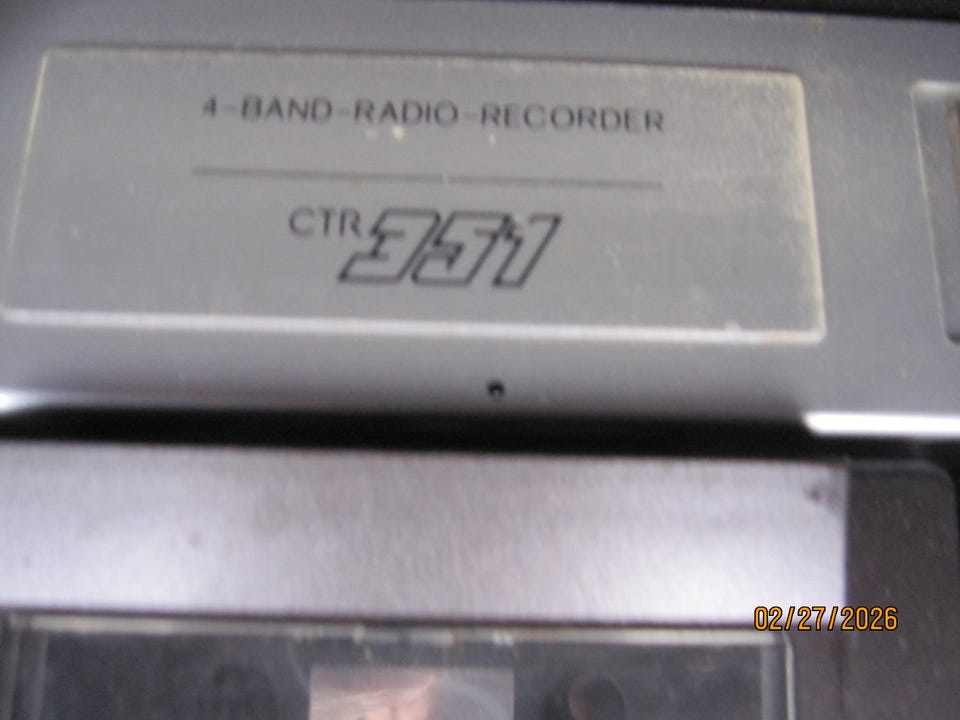 4-BAND-RADIO-RECORDER
CTR 351
02/27/2026